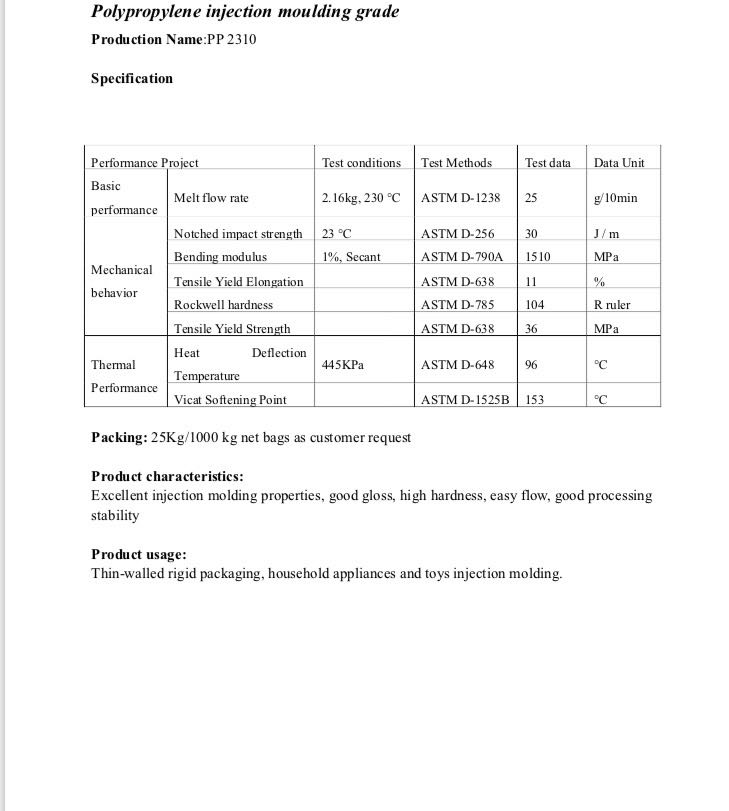 Polypropylene injection moulding grade
Production Name:PP 2310
Specification
Performance Project Test conditions Test Methods Test data Data Unit
Basic performance Melt flow rate 2.16kg, 230 ℃ ASTM D-1238 25 g/10min
Mechanical behavior Notched impact strength 23 ℃ ASTM D-256 30 J / m
Bending modulus 1%, Secant ASTM D-790A 1510 MPa
Tensile Yield Elongation ASTM D-638 11 %
Rockwell hardness ASTM D-785 104 R ruler
Tensile Yield Strength ASTM D-638 36 MPa
Thermal Performance Heat Deflection Temperature 445KPa ASTM D-648 96 ℃
Vicat Softening Point ASTM D-1525B 153 ℃
Packing: 25Kg/1000 kg net bags as customer request
Product characteristics:
Excellent injection molding properties, good gloss, high hardness, easy flow, good processing
stability
Product usage:
Thin-walled rigid packaging, household appliances and toys injection molding.